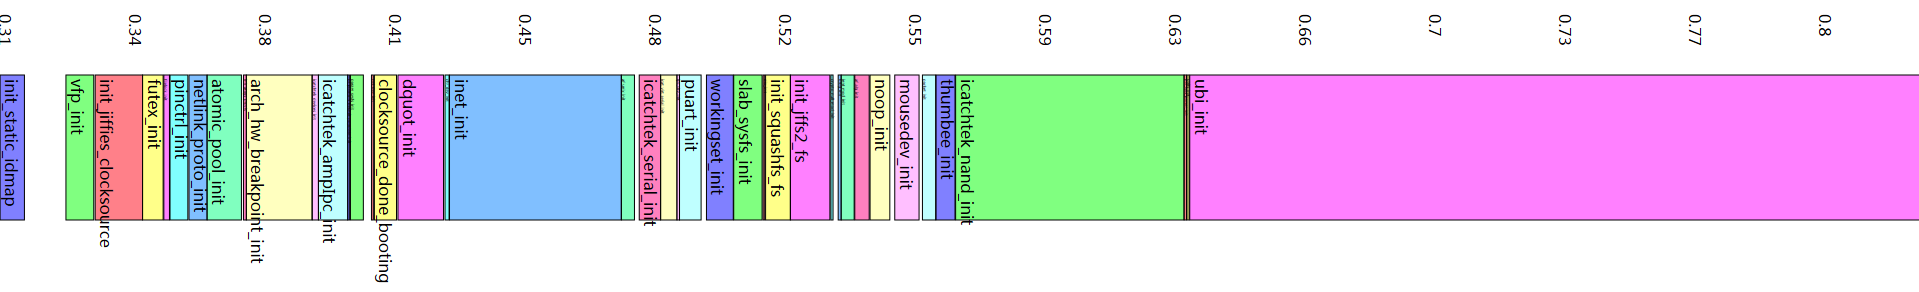 0.31
0.34
0.38
0.41
0.45
0.48
0.52
0.55
0.59
0.63
0.66
0.7
0.73
0.77
0.8
init_static_idmap
vfp_init
init_jiffies_clocksource
futex_init
pinctrl_init
netlink_proto_init
atomic_pool_init
arch_hw_breakpoint_init
icatchtek_ampIpc_init
clocksource_done_booting
dquot_init
inet_init
icatchtek_serial_init
puart_init
workingset_init
slab_sysfs_init
init_squashfs_fs
init_jffs2_fs
noop_init
mousedev_init
thumbee_init
icatchtek_nand_init
ubi_init